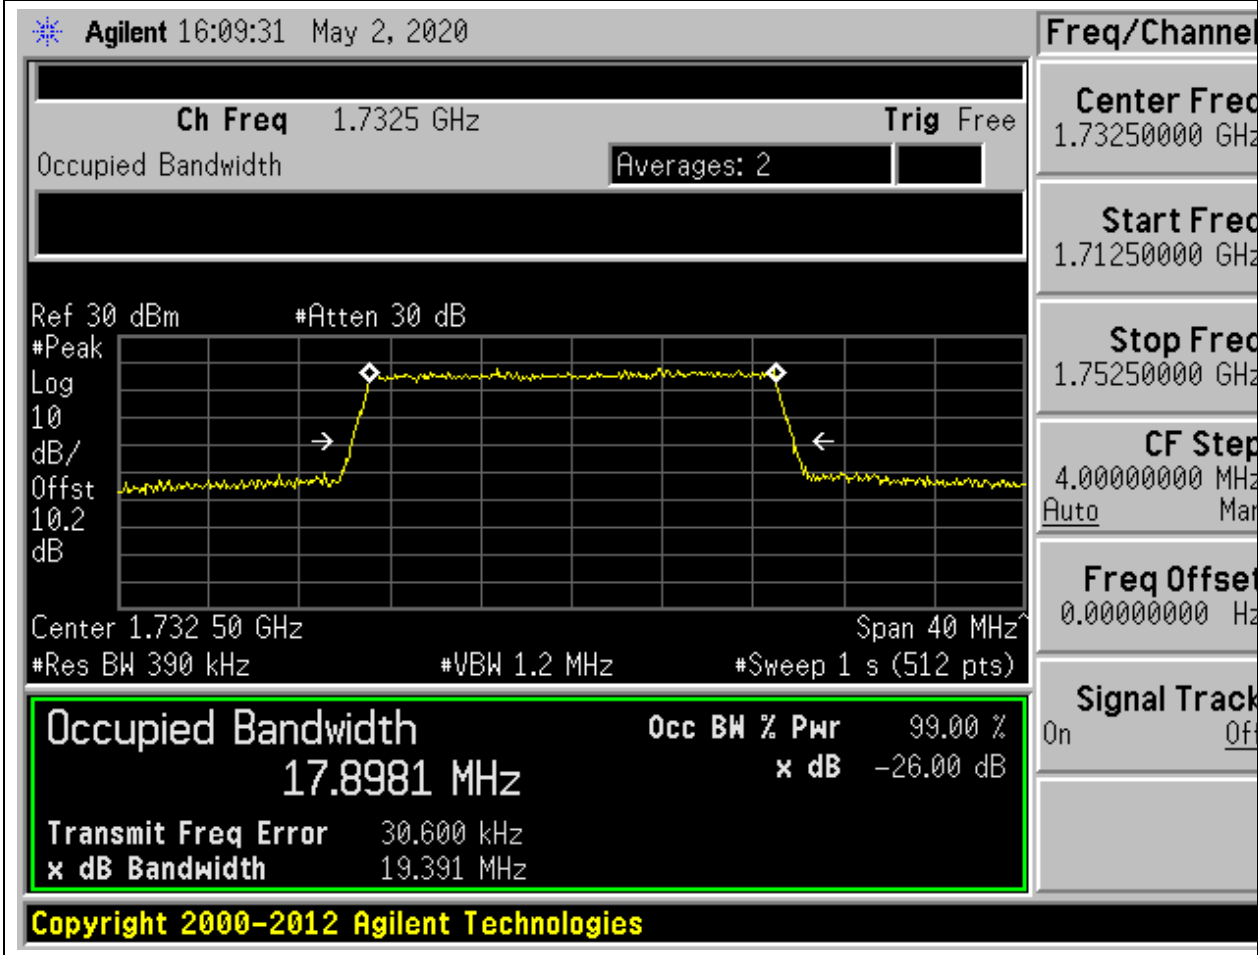 Agilent 16:09:31 May 2, 2020
Freq/Channel
Ch Freq 1.7325 GHz
Trig Free
Occupied Bandwidth
Averages: 2
Ref 30 dBm
#Atten 30 dB
#Peak
Log
10
dB/
Offst
10.2
dB
Center 1.732 50 GHz
Span 40 MHz^
#Res BW 390 kHz
#VBW 1.2 MHz
#Sweep 1 s (512 pts)
Occupied Bandwidth
17.8981 MHz
Occ BW % Pwr 99.00 %
x dB -26.00 dB
Transmit Freq Error 30.600 kHz
x dB Bandwidth 19.391 MHz
Center Freq
1.73250000 GHz
Start Freq
1.71250000 GHz
Stop Freq
1.75250000 GHz
CF Step
4.00000000 MHz
Auto Man
Freq Offset
0.00000000 Hz
Signal Track
On Off
Copyright 2000-2012 Agilent Technologies